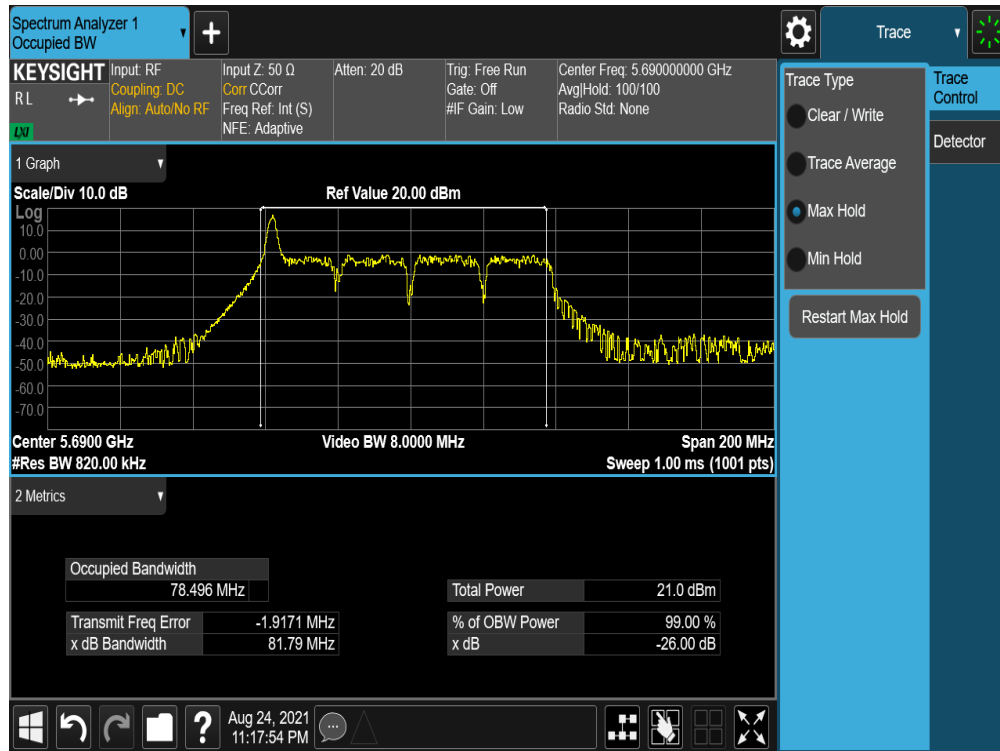 Spectrum Analyzer 1
Occupied BW
+
Trace
KEYSIGHT
RL
LXI
Input: RF
Coupling: DC
Align: Auto/No RF
Input Z: 50 Ω
Corr CCorr
Freq Ref: Int (S)
NFE: Adaptive
Atten: 20 dB
Trig: Free Run
Gate: Off
#IF Gain: Low
Center Freq: 5.690000000 GHz
Avg|Hold: 100/100
Radio Std: None
Trace Type
Clear / Write
Trace Average
Max Hold
Min Hold
Restart Max Hold
Trace
Control
Detector
1 Graph
Scale/Div 10.0 dB
Ref Value 20.00 dBm
Log
10.0
0.00
-10.0
-20.0
-30.0
-40.0
-50.0
-60.0
-70.0
Center 5.6900 GHz
Video BW 8.0000 MHz
Span 200 MHz
#Res BW 820.00 kHz
Sweep 1.00 ms (1001 pts)
2 Metrics
Occupied Bandwidth
78.496 MHz
Total Power 21.0 dBm
Transmit Freq Error -1.9171 MHz
% of OBW Power 99.00 %
x dB Bandwidth 81.79 MHz
x dB -26.00 dB
?
Aug 24, 2021
11:17:54 PM